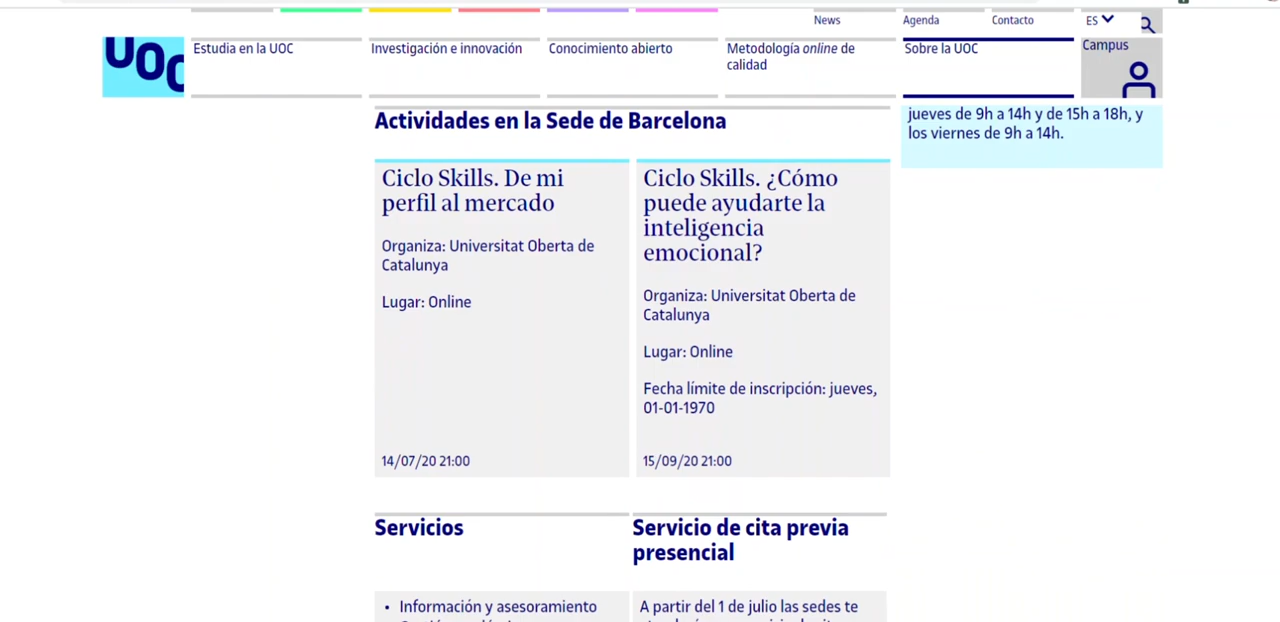 News
Agenda
Contacto
ES
UOC
Estudia en la UOC
Investigación e innovación
Conocimiento abierto
Metodología online de
calidad
Sobre la UOC
Campus
Actividades en la Sede de Barcelona
jueves de 9h a 14h y de 15h a 18h, y
los viernes de 9h a 14h.
Ciclo Skills. De mi
perfil al mercado
Organiza: Universitat Oberta de
Catalunya
Lugar: Online
14/07/20 21:00
Ciclo Skills. ¿Cómo
puede ayudarte la
inteligencia
emocional?
Organiza: Universitat Oberta de
Catalunya
Lugar: Online
Fecha límite de inscripción: jueves,
01-01-1970
15/09/20 21:00
Servicios
• Información y asesoramiento
Servicio de cita previa
presencial
A partir del 1 de julio las sedes te